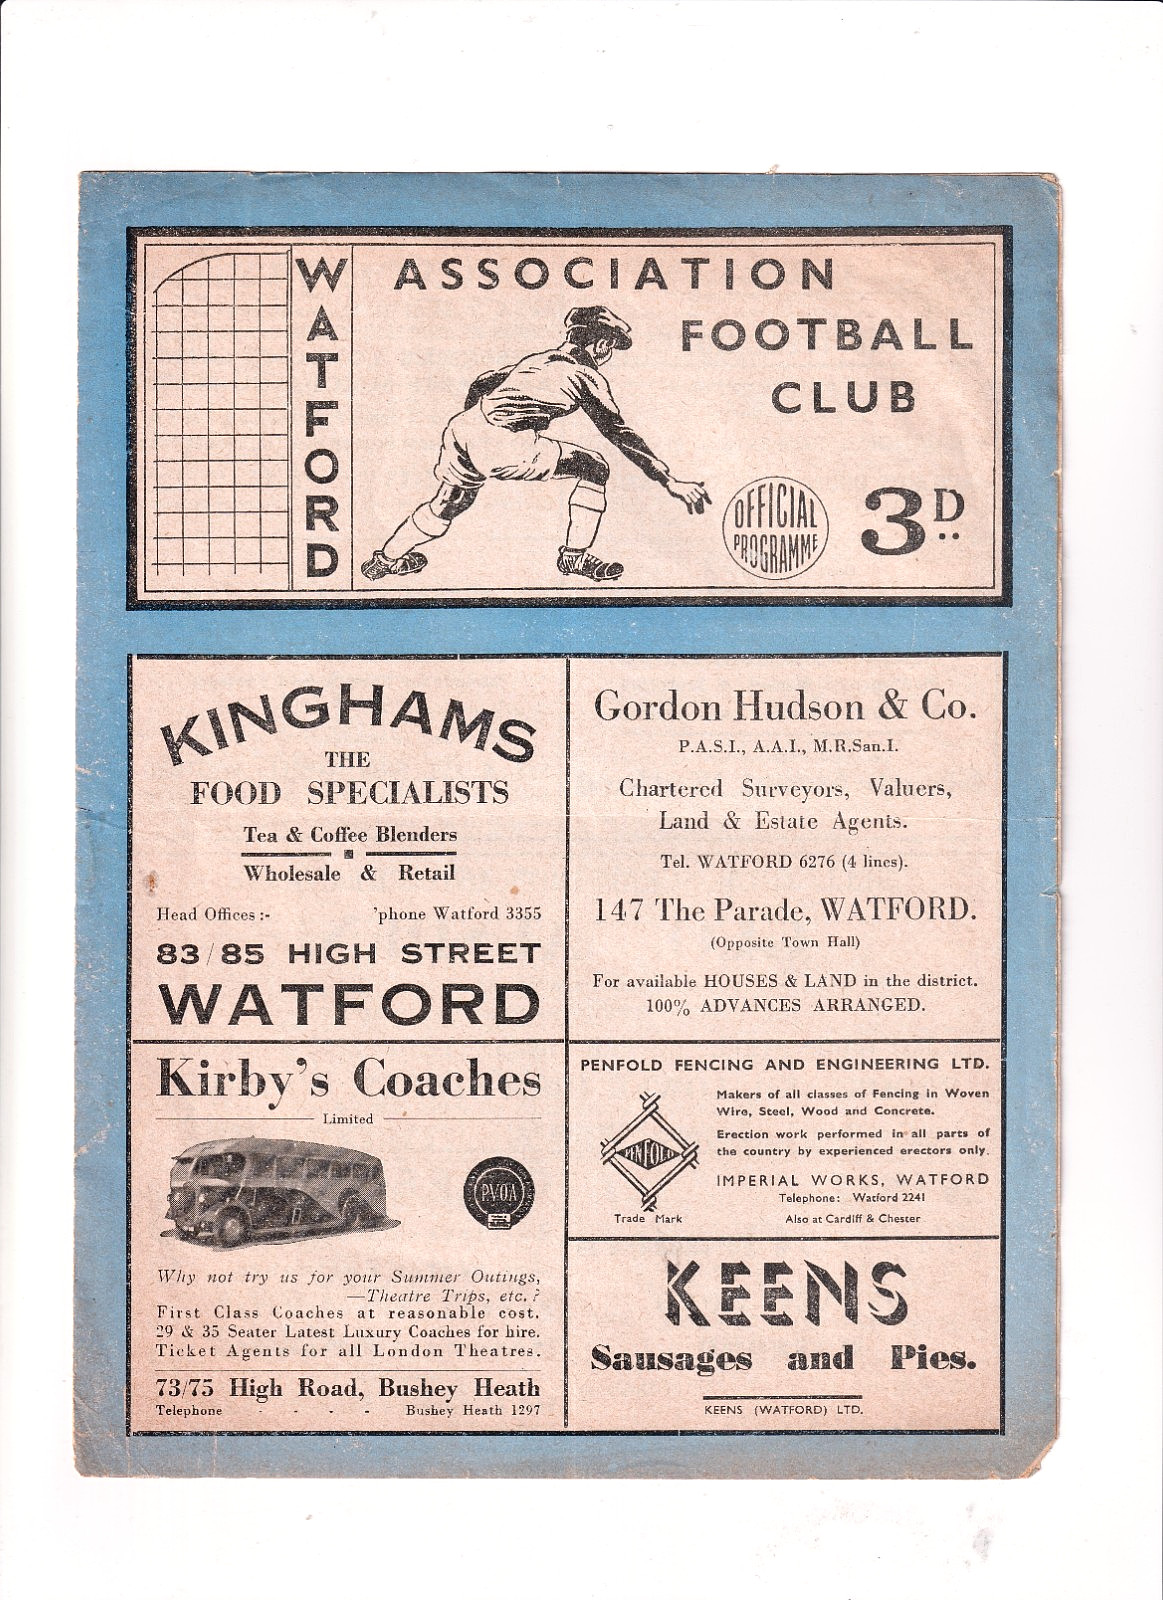 WATFORD
ASSOCIATION
FOOTBALL
CLUB
OFFICIAL
PROGRAMME
3D..
KINGHAMS
THE
FOOD SPECIALISTS
Tea & Coffee Blenders
Wholesale & Retail
Head Offices :- 'phone Watford 3355
83/85 HIGH STREET
WATFORD
Gordon Hudson & Co.
P.A.S.I., A.A.I., M.R.San.I.
Chartered Surveyors, Valuers,
Land & Estate Agents.
Tel. WATFORD 6276 (4 lines).
147 The Parade, WATFORD.
(Opposite Town Hall)
For available HOUSES & LAND in the district.
100% ADVANCES ARRANGED.
Kirby's Coaches
Limited
P.V.O.A
Why not try us for your Summer Outings,
—Theatre Trips, etc. ?
First Class Coaches at reasonable cost.
29 & 35 Seater Latest Luxury Coaches for hire.
Ticket Agents for all London Theatres.
73/75 High Road, Bushey Heath
Telephone - - - - Bushey Heath 1297
PENFOLD FENCING AND ENGINEERING LTD.
Makers of all classes of Fencing in Woven
Wire, Steel, Wood and Concrete.
Erection work performed in all parts of
the country by experienced erectors only.
PENFOLD
Trade Mark
IMPERIAL WORKS, WATFORD
Telephone: Watford 2241
Also at Cardiff & Chester
KEENS
Sausages and Pies.
KEENS (WATFORD) LTD.